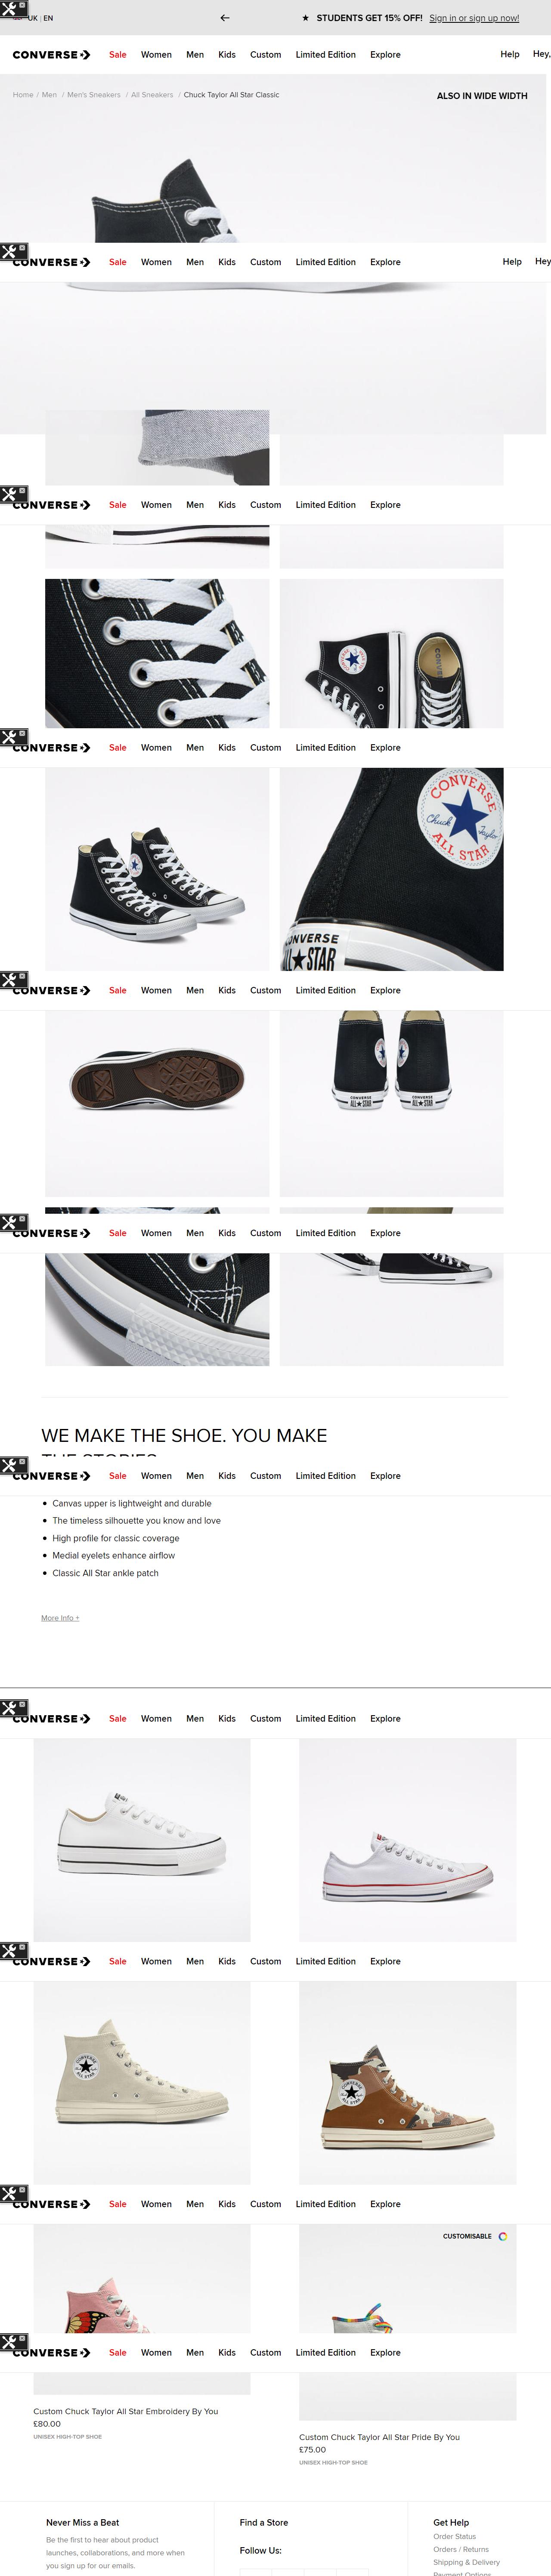 UK | EN
★ STUDENTS GET 15% OFF! Sign in or sign up now!
CONVERSE Sale Women Men Kids Custom Limited Edition Explore Help Hey,
Home / Men / Men's Sneakers / All Sneakers / Chuck Taylor All Star Classic
ALSO IN WIDE WIDTH
CONVERSE Sale Women Men Kids Custom Limited Edition Explore Help Hey
CONVERSE Sale Women Men Kids Custom Limited Edition Explore
CONVERSE Sale Women Men Kids Custom Limited Edition Explore
CONVERSE
Chuck Taylor
ALL STAR
CONVERSE
ALL★STAR
CONVERSE Sale Women Men Kids Custom Limited Edition Explore
CONVERSE
ALL★STAR
CONVERSE
ALL★STAR
CONVERSE Sale Women Men Kids Custom Limited Edition Explore
WE MAKE THE SHOE. YOU MAKE
THE STORIES
CONVERSE Sale Women Men Kids Custom Limited Edition Explore
• Canvas upper is lightweight and durable
• The timeless silhouette you know and love
• High profile for classic coverage
• Medial eyelets enhance airflow
• Classic All Star ankle patch
More Info +
CONVERSE Sale Women Men Kids Custom Limited Edition Explore
CONVERSE Sale Women Men Kids Custom Limited Edition Explore
CONVERSE
ALL STAR
CONVERSE
ALL STAR
CONVERSE Sale Women Men Kids Custom Limited Edition Explore
CUSTOMISABLE
CONVERSE Sale Women Men Kids Custom Limited Edition Explore
Custom Chuck Taylor All Star Embroidery By You
£80.00
UNISEX HIGH-TOP SHOE
Custom Chuck Taylor All Star Pride By You
£75.00
UNISEX HIGH-TOP SHOE
Never Miss a Beat
Be the first to hear about product
launches, collaborations, and more when
you sign up for our emails.
Find a Store
Follow Us:
Get Help
Order Status
Orders / Returns
Shipping & Delivery
Payment Options